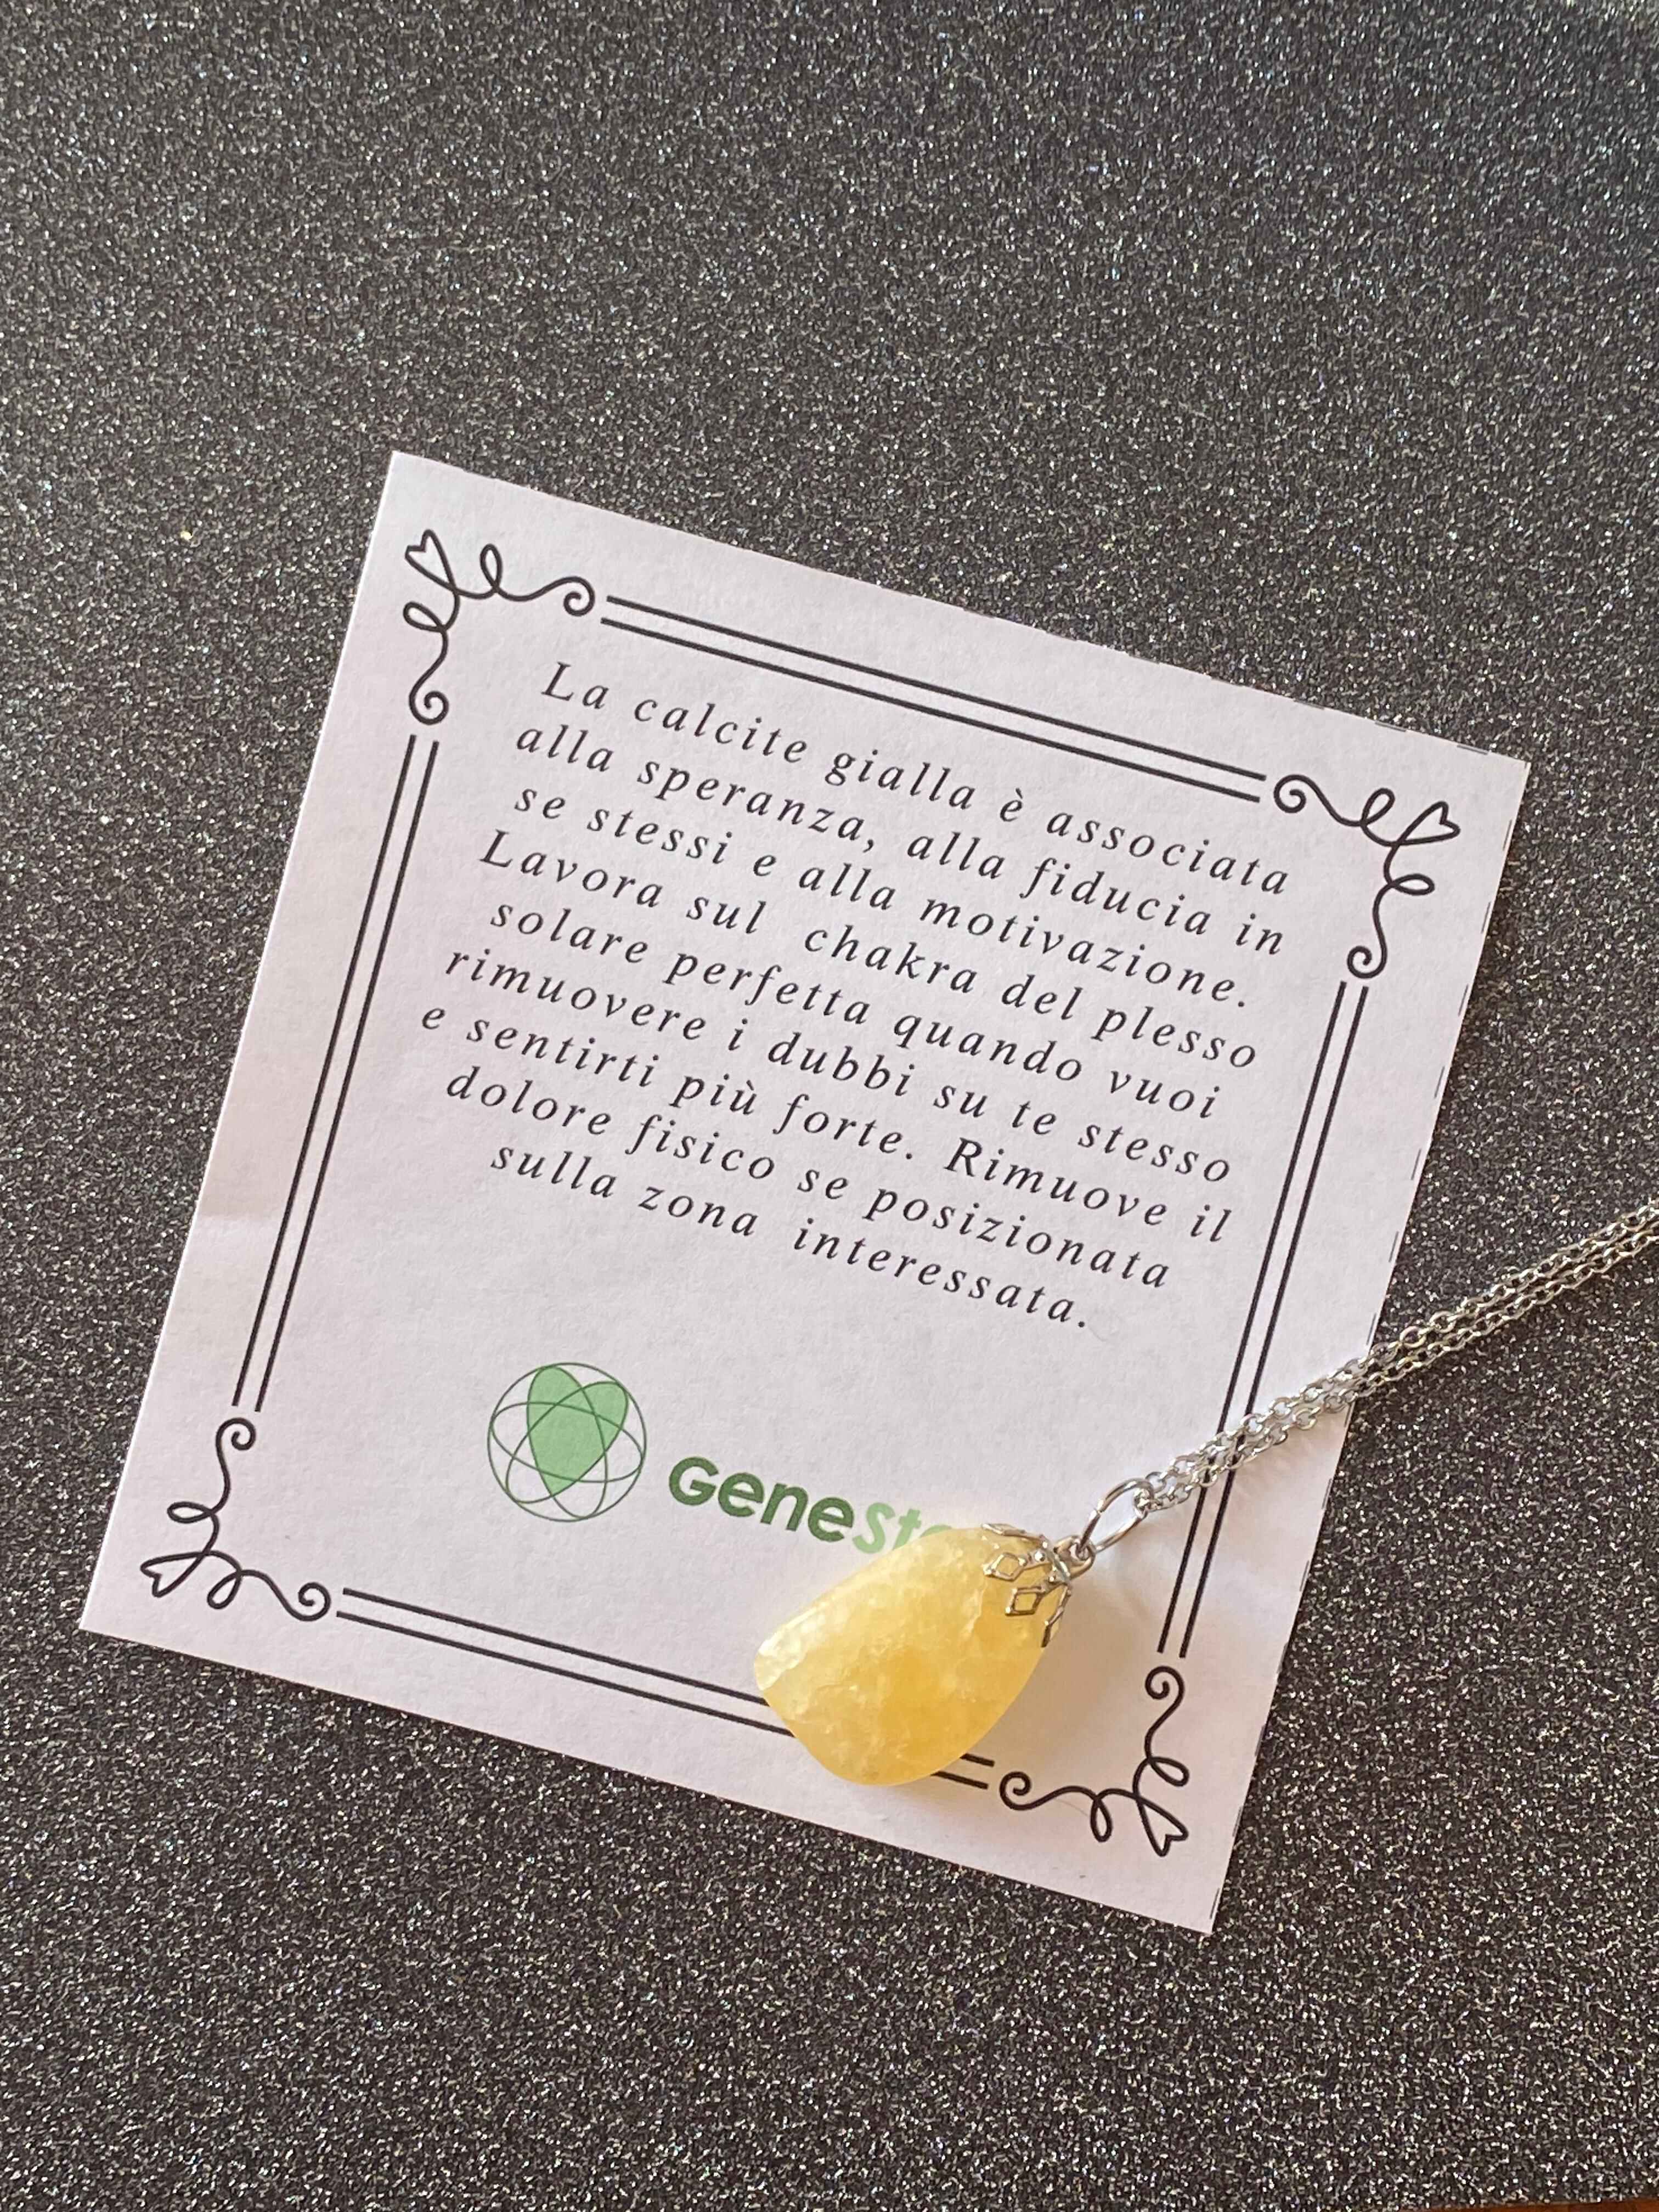 La calcite gialla è associata
alla speranza, alla fiducia in
se stessi e alla motivazione.
Lavora sul chakra del plesso
solare perfetta quando vuoi
rimuovere i dubbi su te stesso
e sentirti più forte. Rimuove il
dolore fisico se posizionata
sulla zona interessata.